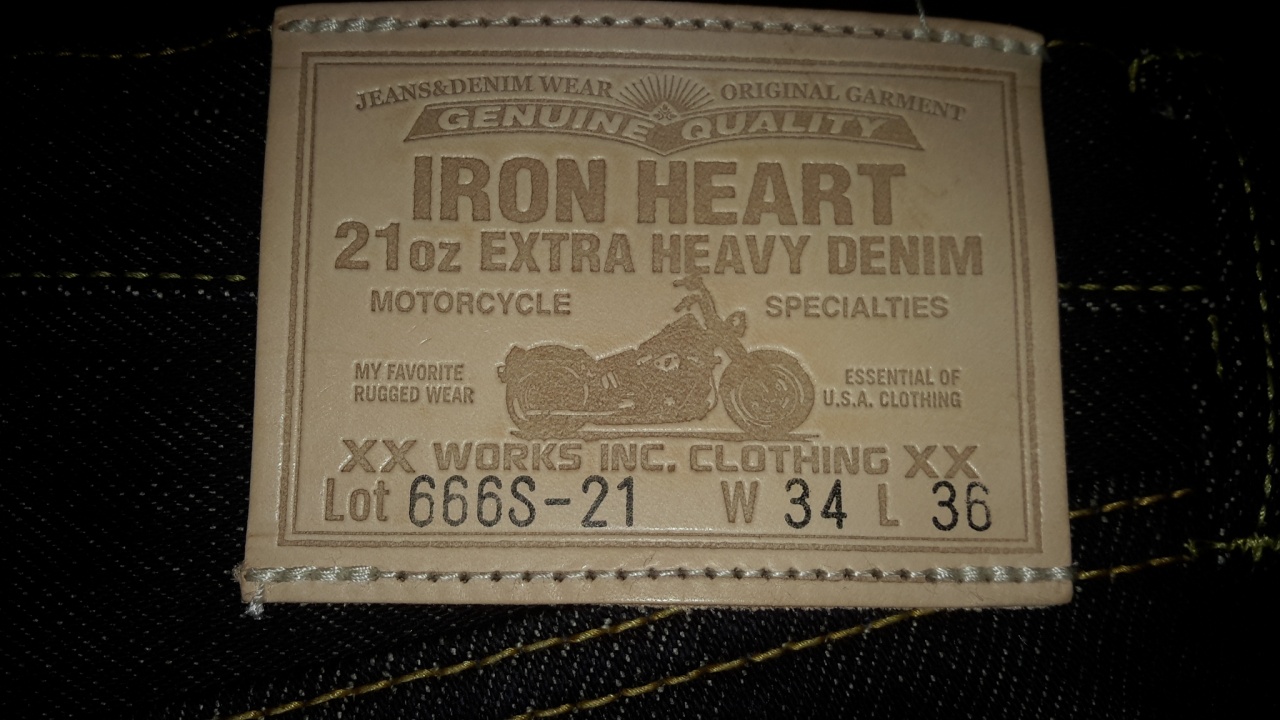 JEANS&DENIM WEAR ORIGINAL GARMENT
GENUINE QUALITY
IRON HEART
21oz EXTRA HEAVY DENIM
MOTORCYCLE SPECIALTIES
MY FAVORITE
RUGGED WEAR
ESSENTIAL OF
U.S.A. CLOTHING
XX WORKS INC. CLOTHING XX
Lot 666S-21 W 34 L 36